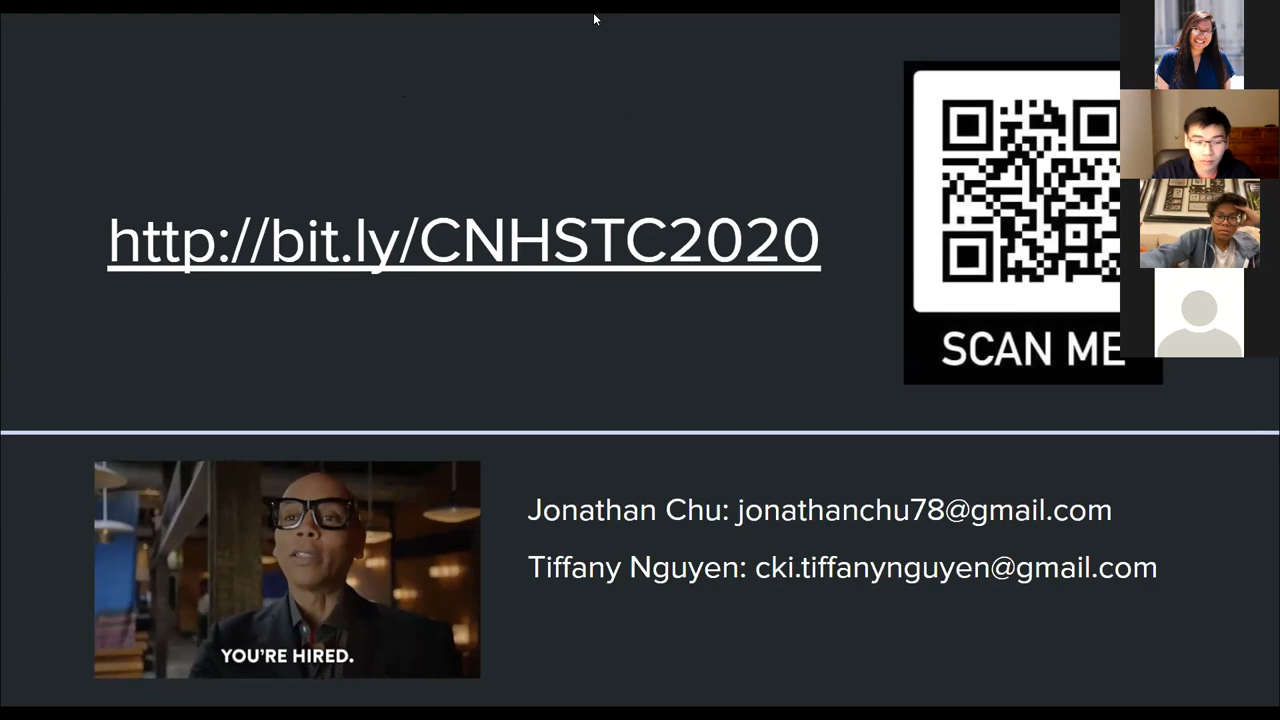 http://bit.ly/CNHSTC2020
SCAN ME
YOU'RE HIRED.
Jonathan Chu: jonathanchu78@gmail.com
Tiffany Nguyen: cki.tiffanynguyen@gmail.com